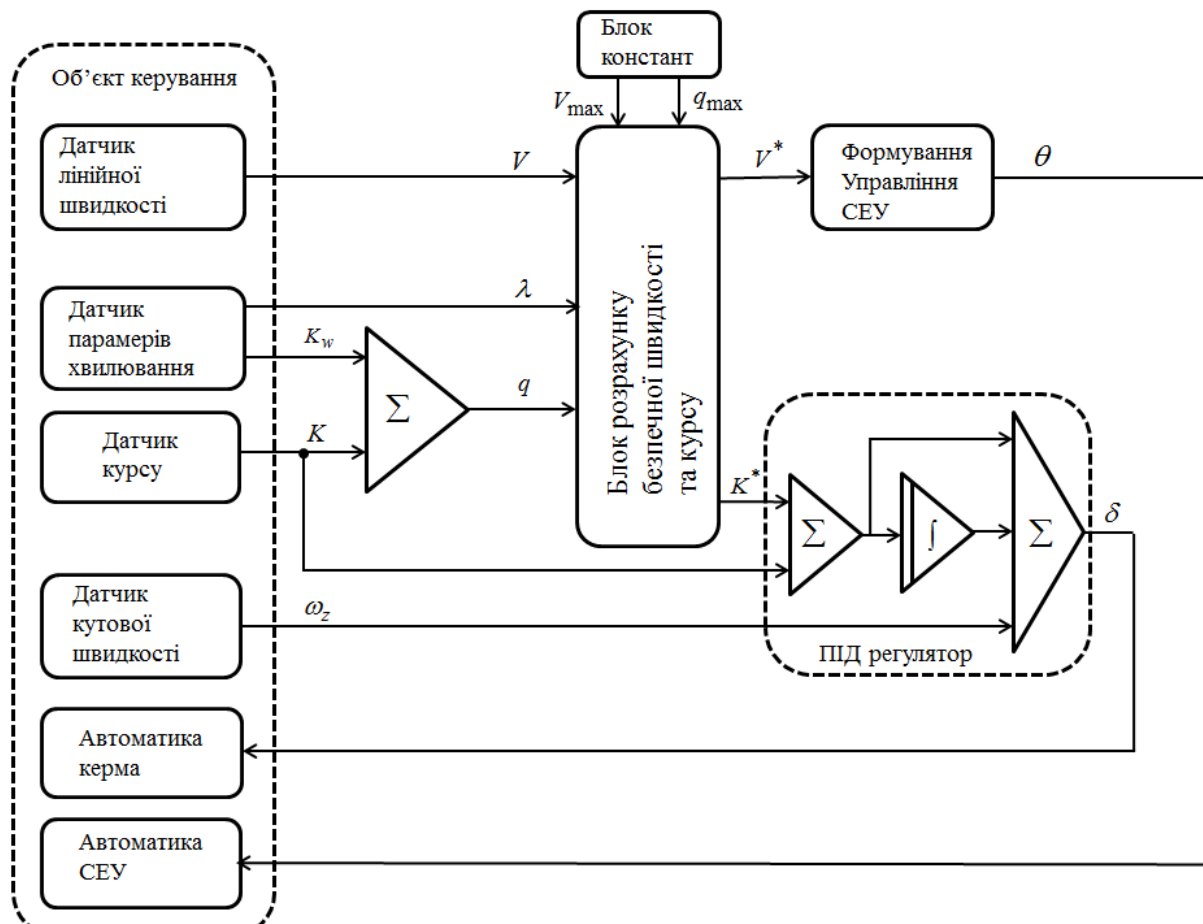 Блок
констант
Об’єкт керування
V_max
q_max
Датчик
лінійної
швидкості
V
V*
Формування
Управління
СЕУ
θ
Датчик
парамерів
хвилювання
λ
K_w
Σ
q
Блок розрахунку
безпечної швидкості
та курсу
Датчик
курсу
K
K*
Σ
∫
Σ
δ
Датчик
кутової
швидкості
ω_z
ПІД регулятор
Автоматика
керма
Автоматика
СЕУ